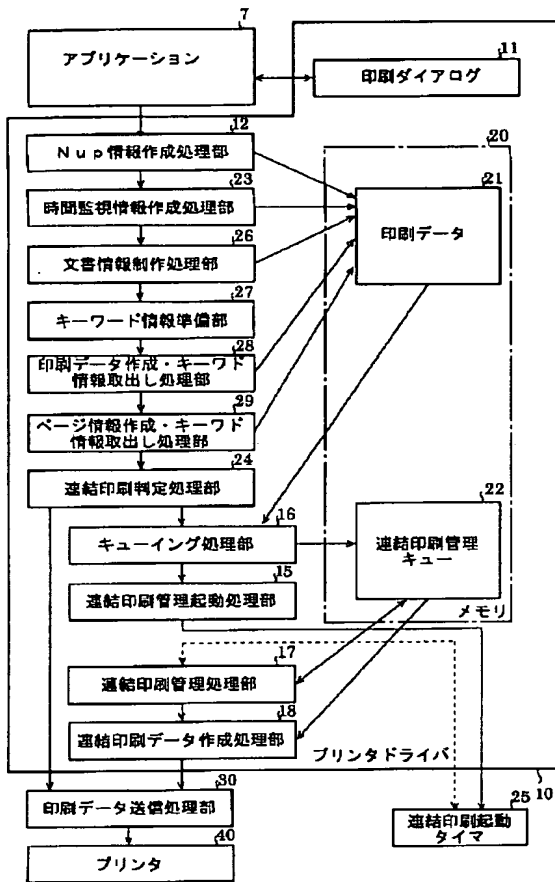 7
アプリケーション
11
印刷ダイアログ
12
Nup情報作成処理部
20
23
時間監視情報作成処理部
21
印刷データ
26
文書情報制作処理部
27
キーワード情報準備部
28
印刷データ作成・キーワド
情報取出し処理部
29
ページ情報作成・キーワド
情報取出し処理部
24
連結印刷判定処理部
16
キューイング処理部
22
連結印刷管理
キュー
15
連結印刷管理起動処理部
メモリ
17
連結印刷管理処理部
18
連結印刷データ作成処理部
プリンタドライバ
10
30
印刷データ送信処理部
25
連結印刷起動
タイマ
40
プリンタ